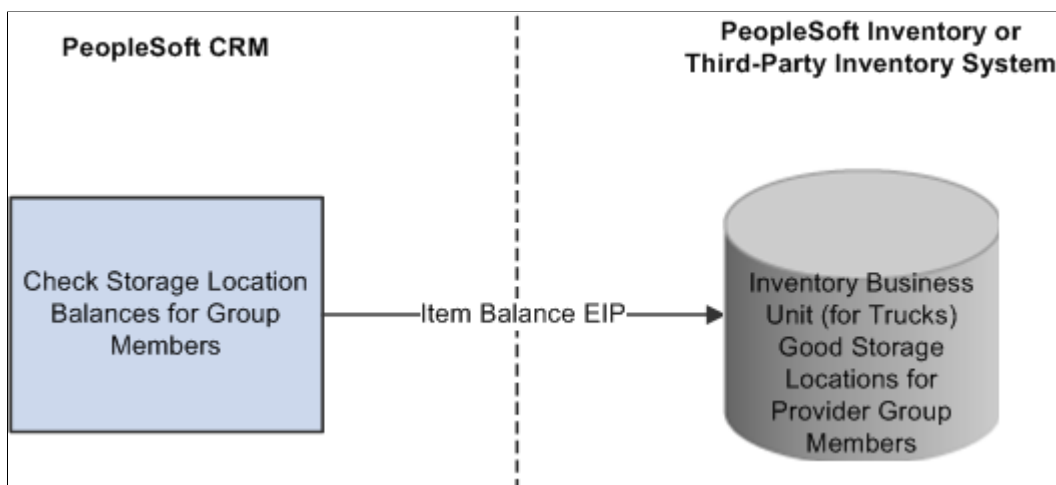 PeopleSoft CRM
PeopleSoft Inventory or
Third-Party Inventory System
Check Storage Location
Balances for Group
Members
Item Balance EIP
Inventory Business
Unit (for Trucks)
Good Storage
Locations for
Provider Group
Members